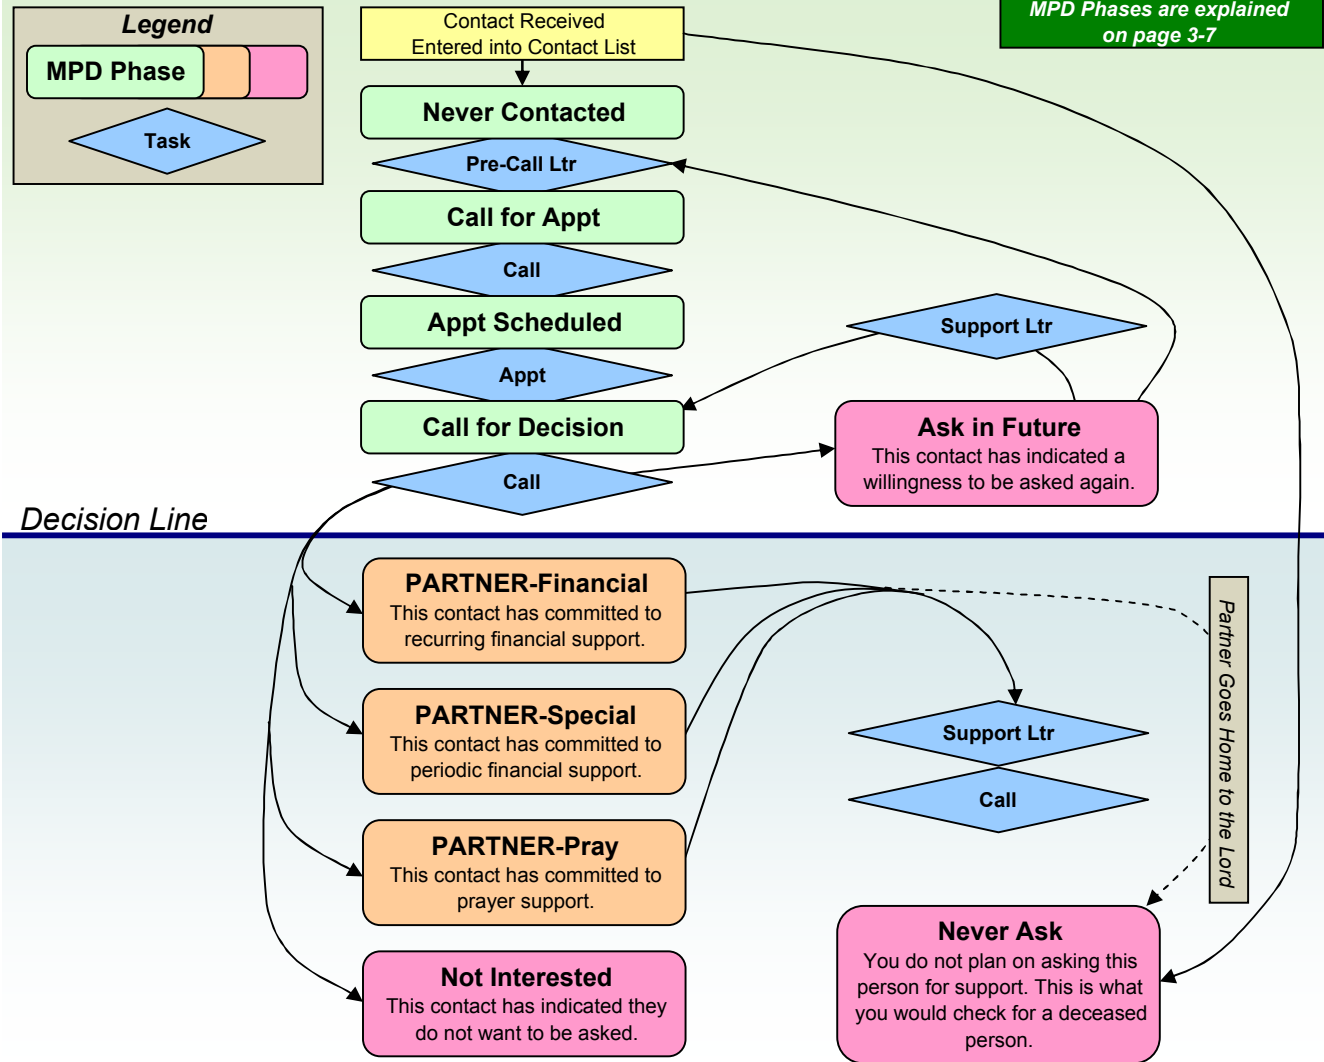 Legend
MPD Phase
Task
Contact Received
Entered into Contact List
MPD Phases are explained
on page 3-7
Never Contacted
Pre-Call Ltr
Call for Appt
Call
Appt Scheduled
Support Ltr
Appt
Call for Decision
Call
Ask in Future
This contact has indicated a
willingness to be asked again.
Decision Line
PARTNER-Financial
This contact has committed to
recurring financial support.
PARTNER-Special
This contact has committed to
periodic financial support.
PARTNER-Pray
This contact has committed to
prayer support.
Not Interested
This contact has indicated they
do not want to be asked.
Support Ltr
Call
Partner Goes Home to the Lord
Never Ask
You do not plan on asking this
person for support. This is what
you would check for a deceased
person.